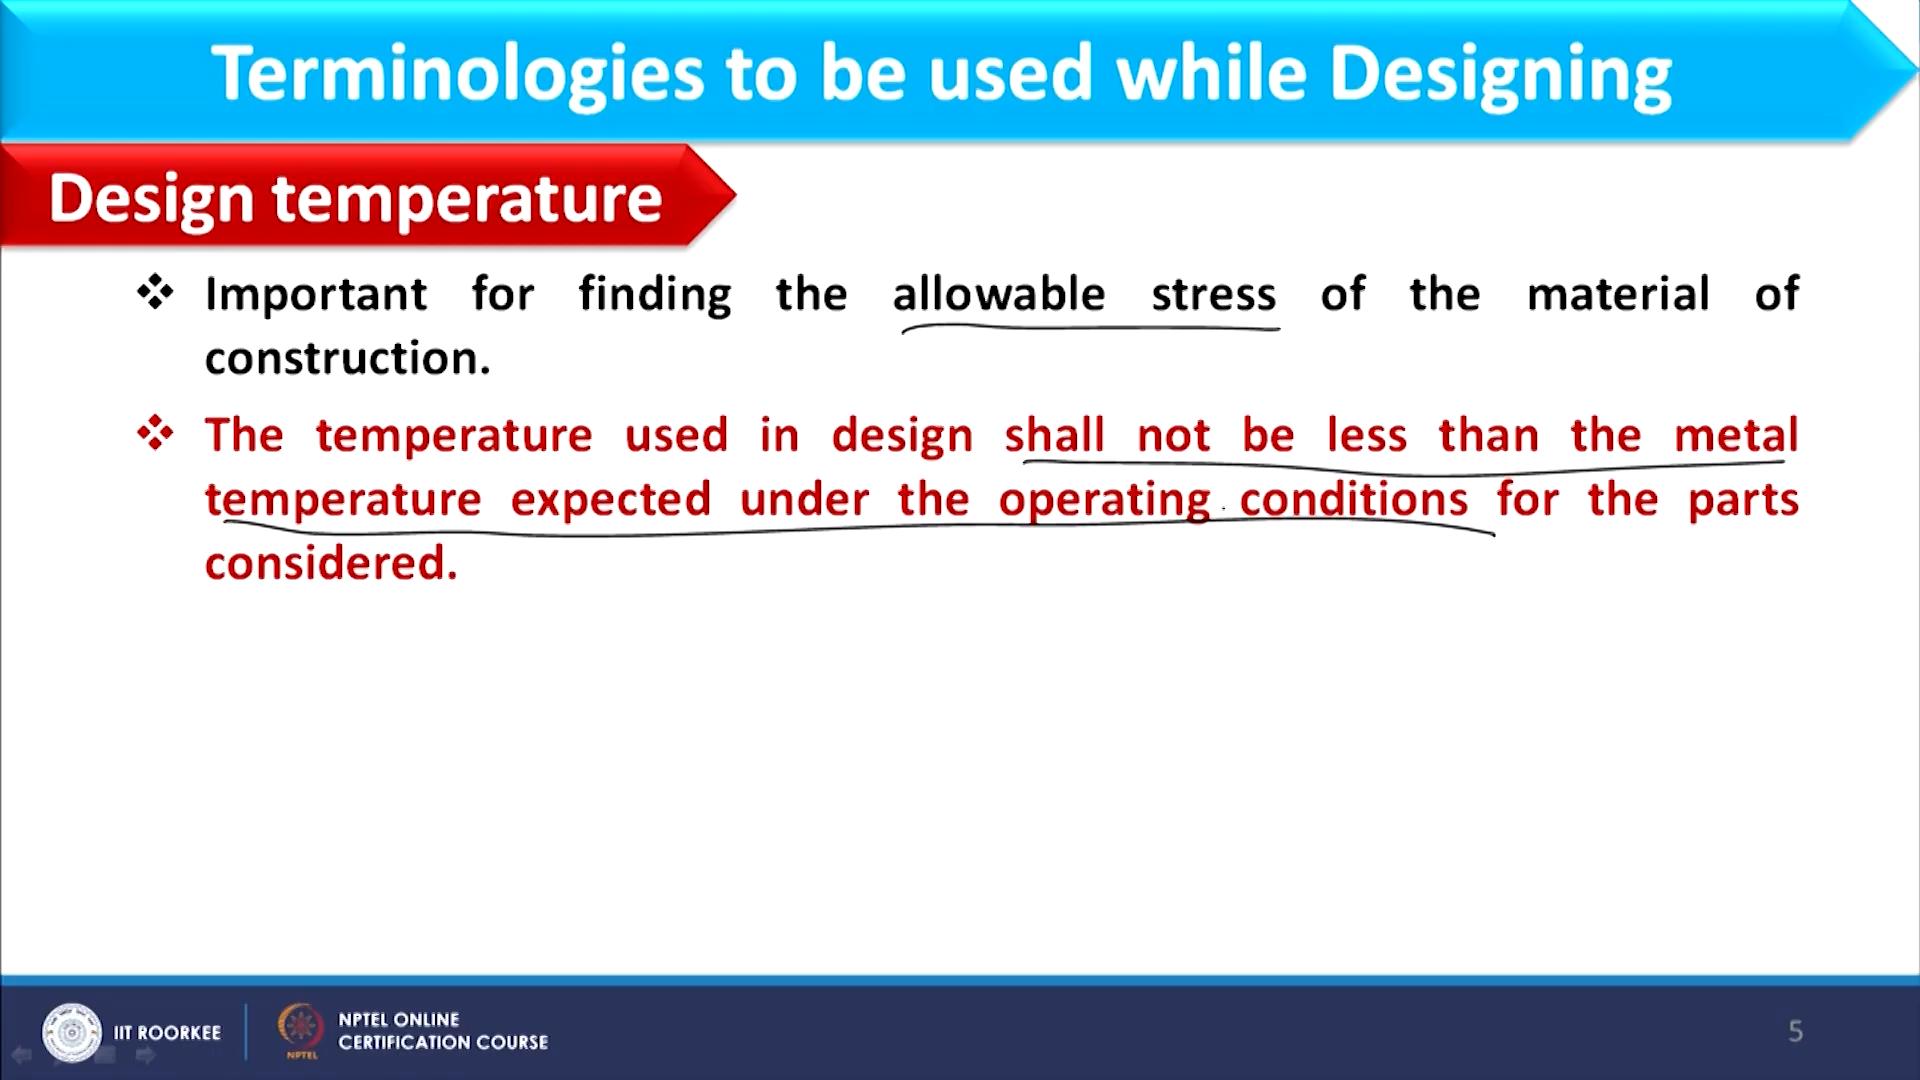 Terminologies to be used while Designing
Design temperature
Important for finding the allowable stress of the material of
construction.
The temperature used in design shall not be less than the metal
temperature expected under the operating conditions for the parts
considered.
IIT ROORKEE
NPTEL
NPTEL ONLINE
CERTIFICATION COURSE
5